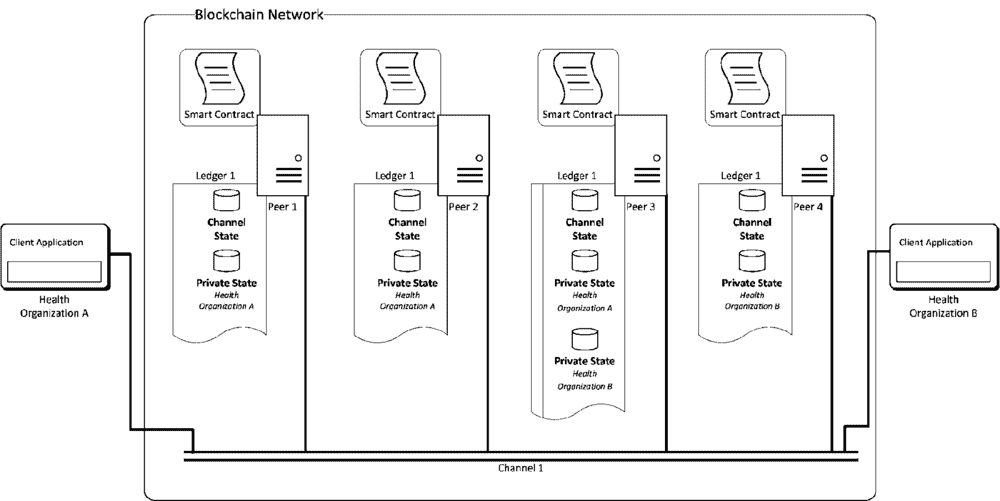 Blockchain Network
Smart Contract
Smart Contract
Smart Contract
Smart Contract
Ledger 1
Peer 1
Channel
State
Private State
Health
Organization A
Ledger 1
Peer 2
Channel
State
Private State
Health
Organization A
Ledger 1
Peer 3
Channel
State
Private State
Health
Organization A
Private State
Health
Organization B
Ledger 1
Peer 4
Channel
State
Private State
Health
Organization B
Client Application
Health
Organization A
Client Application
Health
Organization B
Channel 1